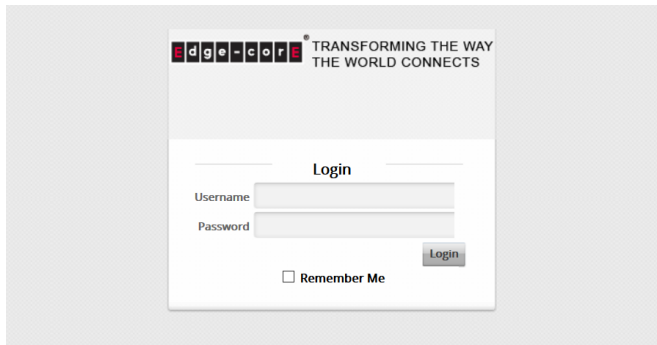 Edge-corE® TRANSFORMING THE WAY
THE WORLD CONNECTS
Login
Username
Password
Login
Remember Me